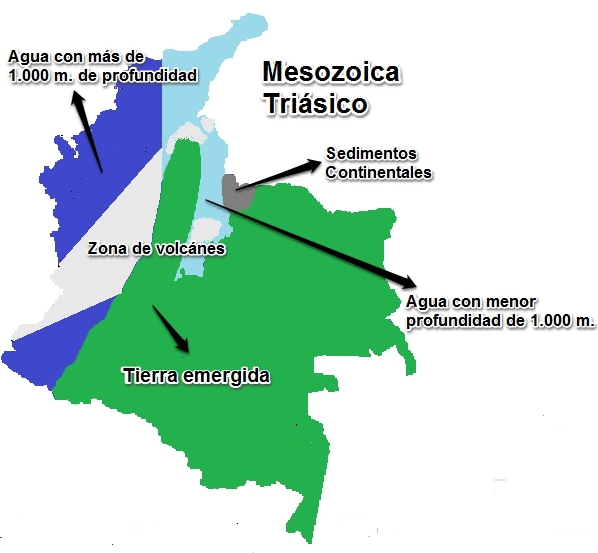 Agua con más de
1.000 m. de profundidad
Mesozoica
Triásico
Sedimentos
Continentales
Zona de volcánes
Agua con menor
profundidad de 1.000 m.
Tierra emergida